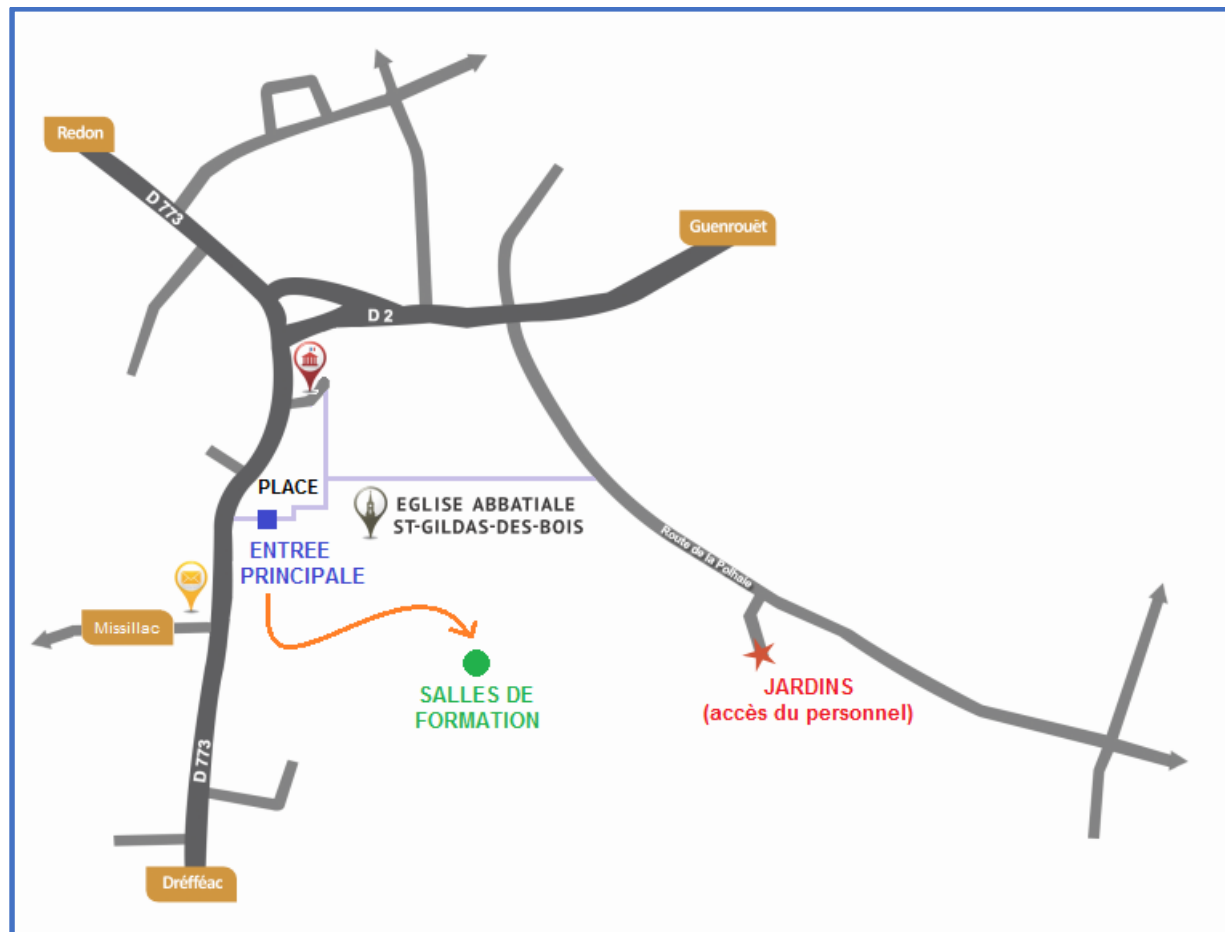 Redon
D 773
Guenrouët
D 2
PLACE
EGLISE ABBATIALE
ST-GILDAS-DES-BOIS
ENTREE
PRINCIPALE
Route de la Polhaie
Missillac
SALLES DE
FORMATION
JARDINS
(accès du personnel)
D 773
Dréfféac